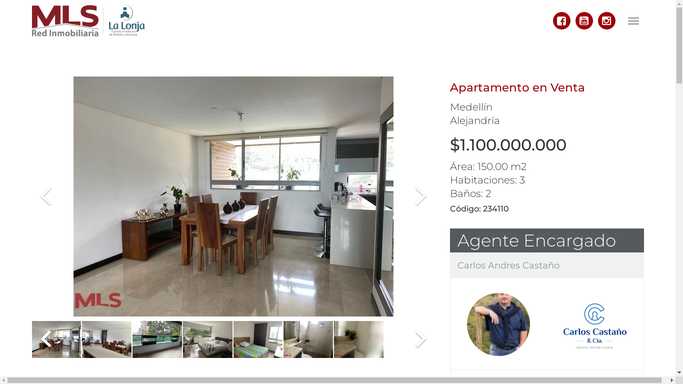 MLS
Red Inmobiliaria
La Lonja
Apartamento en Venta
Medellín
Alejandría
$1.100.000.000
Área: 150.00 m2
Habitaciones: 3
Baños: 2
Código: 234110
MLS
Agente Encargado
Carlos Andres Castaño
Carlos Castaño
& Cia.